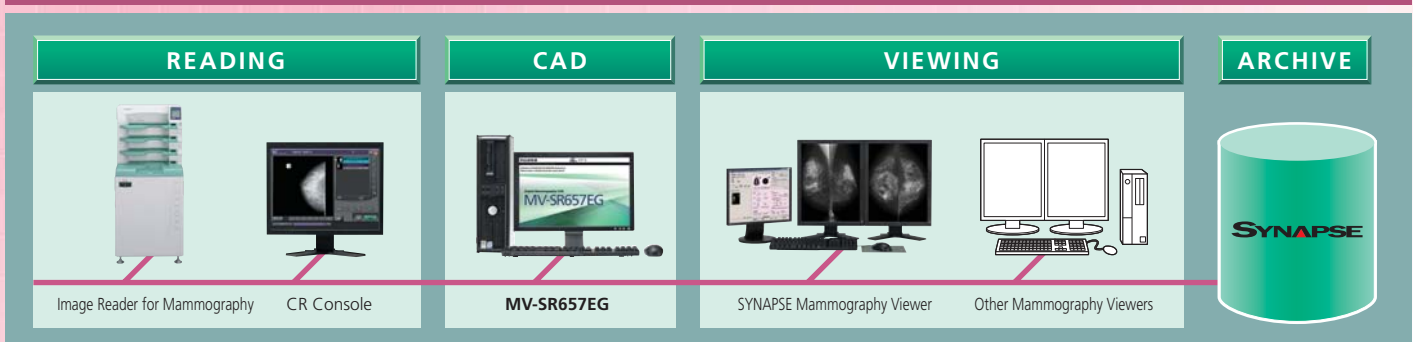 READING
CAD
VIEWING
ARCHIVE
MV-SR657EG
SYNAPSE
Image Reader for Mammography
CR Console
MV-SR657EG
SYNAPSE Mammography Viewer
Other Mammography Viewers